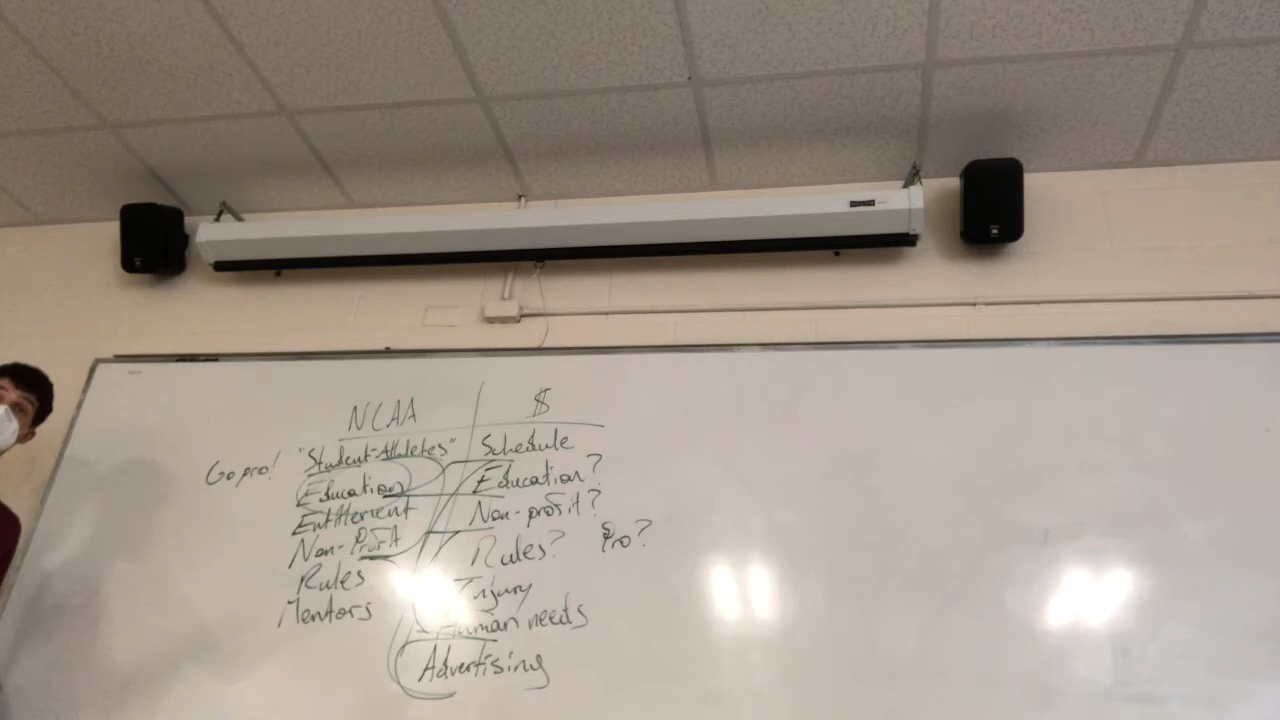 NCAA
$
Go pro!
"Student-Athletes"
Schedule
Education
Education?
Entitlement
Non-profit?
Non-Profit
Rules? Pro?
Rules
Injury
Mentors
Human needs
Advertising